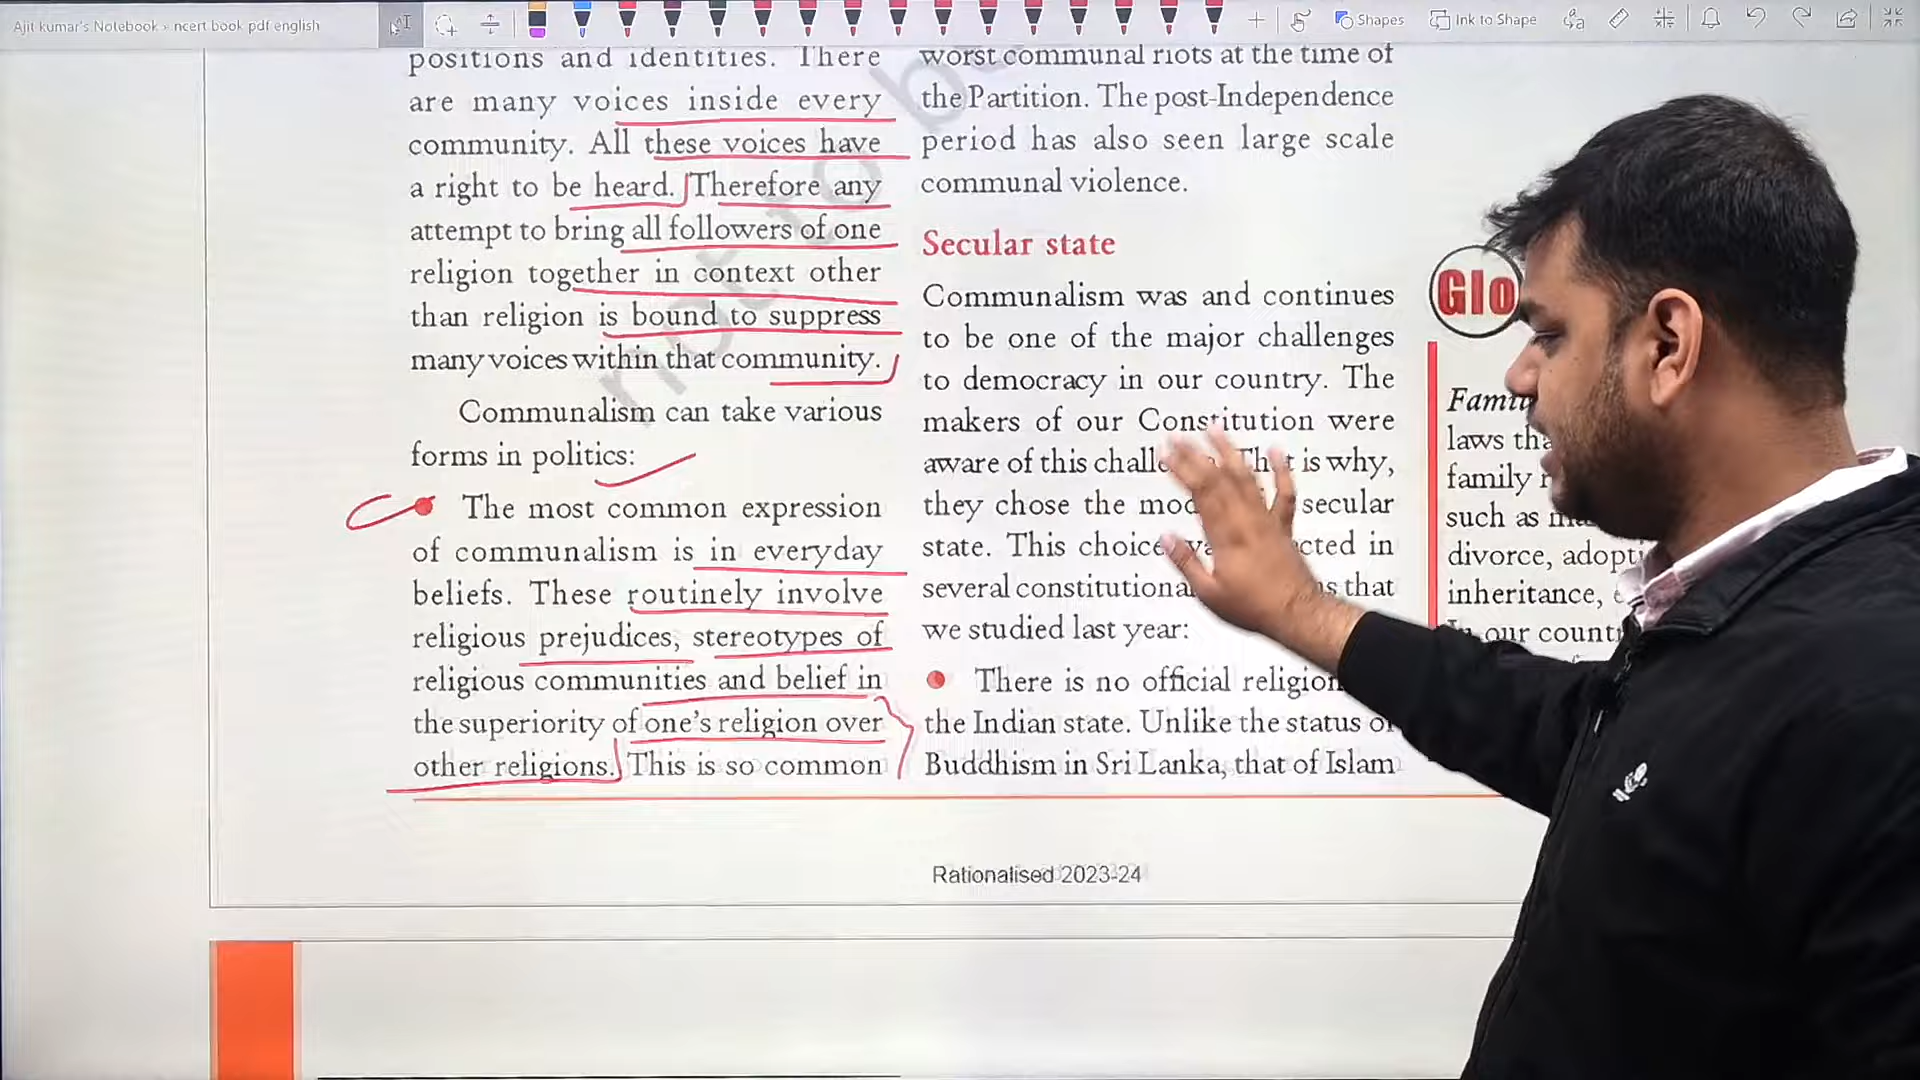 Ajit kumar's Notebook › ncert book pdf english
Shapes
Ink to Shape
positions and identities. There
are many voices inside every
community. All these voices have
a right to be heard. Therefore any
attempt to bring all followers of one
religion together in context other
than religion is bound to suppress
many voices within that community.
Communalism can take various
forms in politics:
The most common expression
of communalism is in everyday
beliefs. These routinely involve
religious prejudices, stereotypes of
religious communities and belief in
the superiority of one's religion over
other religions. This is so common
worst communal riots at the time of
the Partition. The post-Independence
period has also seen large scale
communal violence.
Secular state
Communalism was and continues
to be one of the major challenges
to democracy in our country. The
makers of our Constitution were
aware of this is why,
they chose the secular
state. This choice in
several that
we studied last year:
There is no official religion
the Indian state. Unlike the status
Buddhism in Sri Lanka, that of Islam
Glo
laws
family
such as
divorce,
inheritance,
our
not to b
Rationalised 2023-24